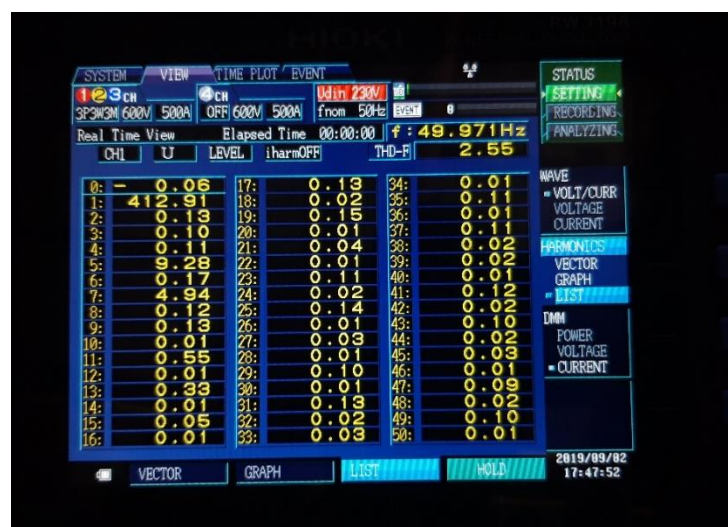 HIOKI
PW3198
SYSTEM VIEW TIME PLOT EVENT
1 2 3 CH 4 CH Udin 230V
3P3W3M 600V 500A OFF 600V 500A fnom 50Hz EVENT 0
Real Time View Elapsed Time 00:00:00 f: 49.971Hz
CH1 U LEVEL iharmOFF THD-F 2.55
0: - 0.06 17: 0.13 34: 0.01
1: 412.91 18: 0.02 35: 0.11
2: 0.13 19: 0.15 36: 0.01
3: 0.10 20: 0.01 37: 0.11
4: 0.11 21: 0.04 38: 0.02
5: 9.28 22: 0.01 39: 0.02
6: 0.17 23: 0.11 40: 0.01
7: 4.94 24: 0.02 41: 0.12
8: 0.12 25: 0.14 42: 0.02
9: 0.13 26: 0.01 43: 0.10
10: 0.01 27: 0.03 44: 0.02
11: 0.55 28: 0.01 45: 0.03
12: 0.01 29: 0.10 46: 0.01
13: 0.33 30: 0.01 47: 0.09
14: 0.01 31: 0.13 48: 0.02
15: 0.05 32: 0.02 49: 0.10
16: 0.01 33: 0.03 50: 0.01
STATUS
SETTING
RECORDING
ANALYZING
WAVE
VOLT/CURR
VOLTAGE
CURRENT
HARMONICS
VECTOR
GRAPH
LIST
DMM
POWER
VOLTAGE
CURRENT
VECTOR GRAPH LIST HOLD
2019/09/02
17:47:52